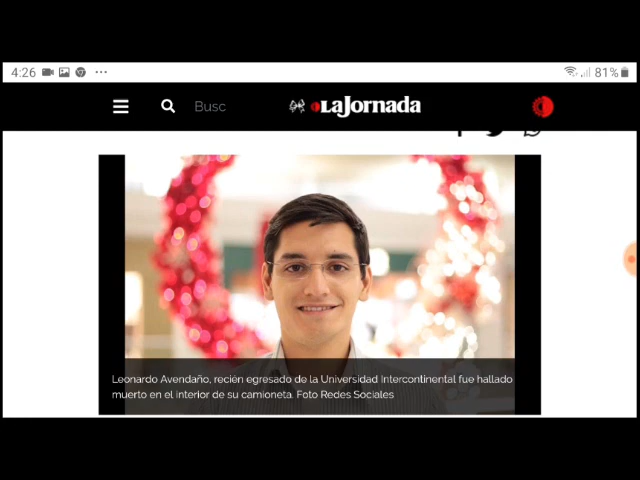 4:26 81%
Busc LaJornada
Leonardo Avendaño, recién egresado de la Universidad Intercontinental fue hallado
muerto en el interior de su camioneta. Foto Redes Sociales